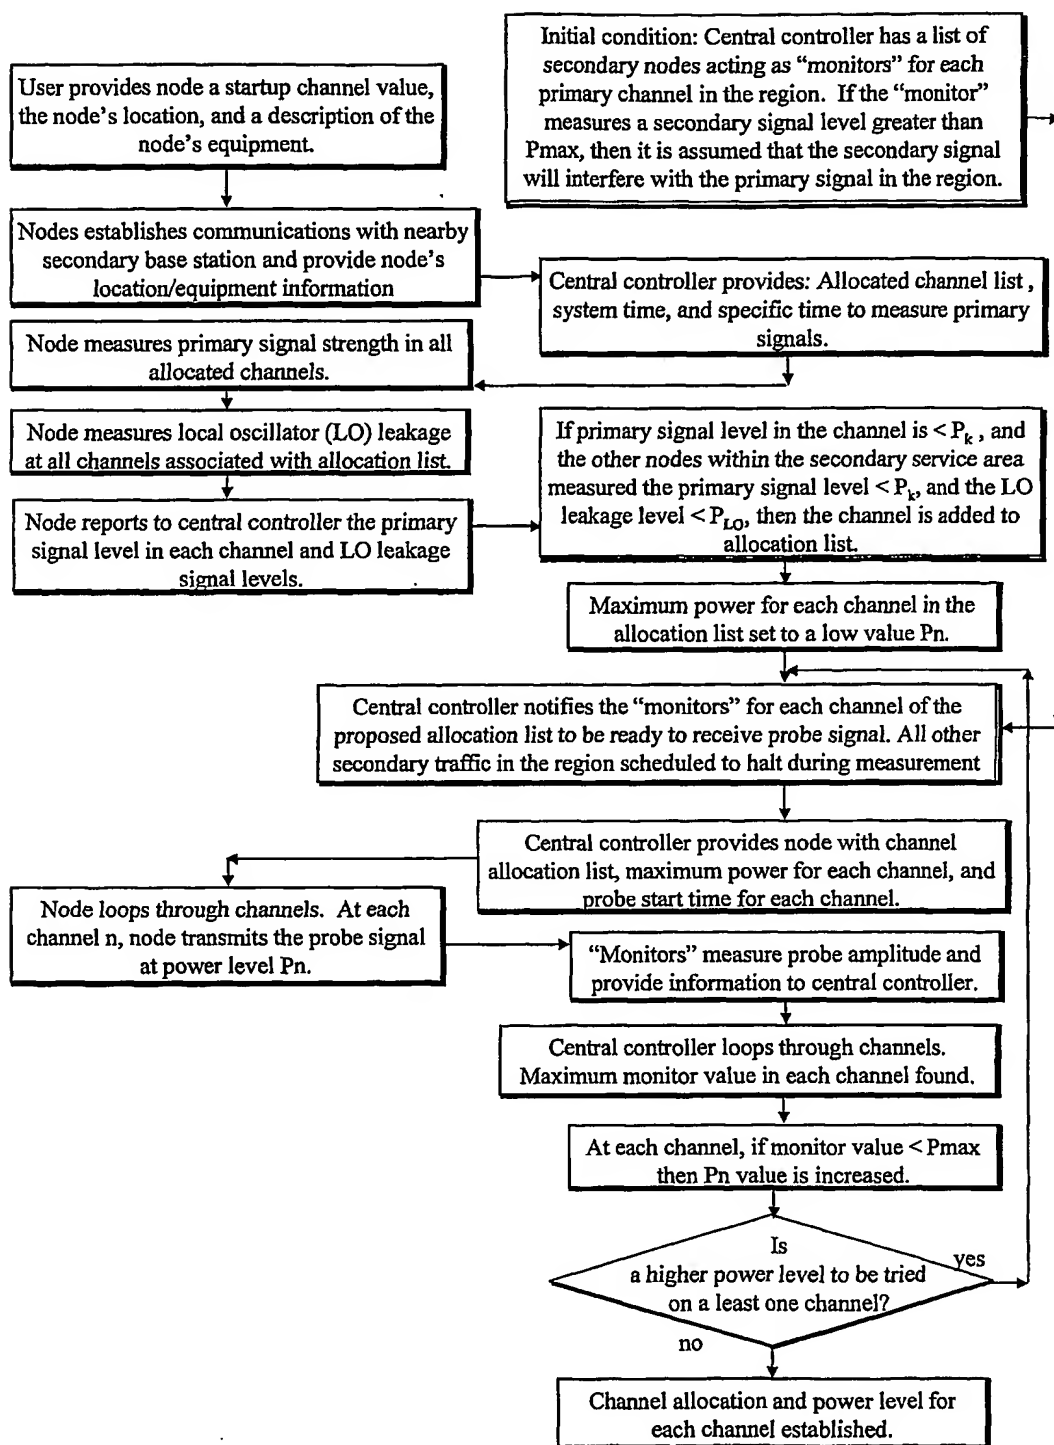 Initial condition: Central controller has a list of
secondary nodes acting as “monitors” for each
primary channel in the region. If the “monitor”
measures a secondary signal level greater than
Pmax, then it is assumed that the secondary signal
will interfere with the primary signal in the region.
User provides node a startup channel value,
the node's location, and a description of the
node's equipment.
Nodes establishes communications with nearby
secondary base station and provide node's
location/equipment information
Central controller provides: Allocated channel list ,
system time, and specific time to measure primary
signals.
Node measures primary signal strength in all
allocated channels.
Node measures local oscillator (LO) leakage
at all channels associated with allocation list.
Node reports to central controller the primary
signal level in each channel and LO leakage
signal levels.
If primary signal level in the channel is < Pk , and
the other nodes within the secondary service area
measured the primary signal level < Pk, and the LO
leakage level < PLO, then the channel is added to
allocation list.
Maximum power for each channel in the
allocation list set to a low value Pn.
Central controller notifies the “monitors” for each channel of the
proposed allocation list to be ready to receive probe signal. All other
secondary traffic in the region scheduled to halt during measurement
Central controller provides node with channel
allocation list, maximum power for each channel, and
probe start time for each channel.
Node loops through channels. At each
channel n, node transmits the probe signal
at power level Pn.
“Monitors” measure probe amplitude and
provide information to central controller.
Central controller loops through channels.
Maximum monitor value in each channel found.
At each channel, if monitor value < Pmax
then Pn value is increased.
Is
a higher power level to be tried
on a least one channel?
yes
no
Channel allocation and power level for
each channel established.